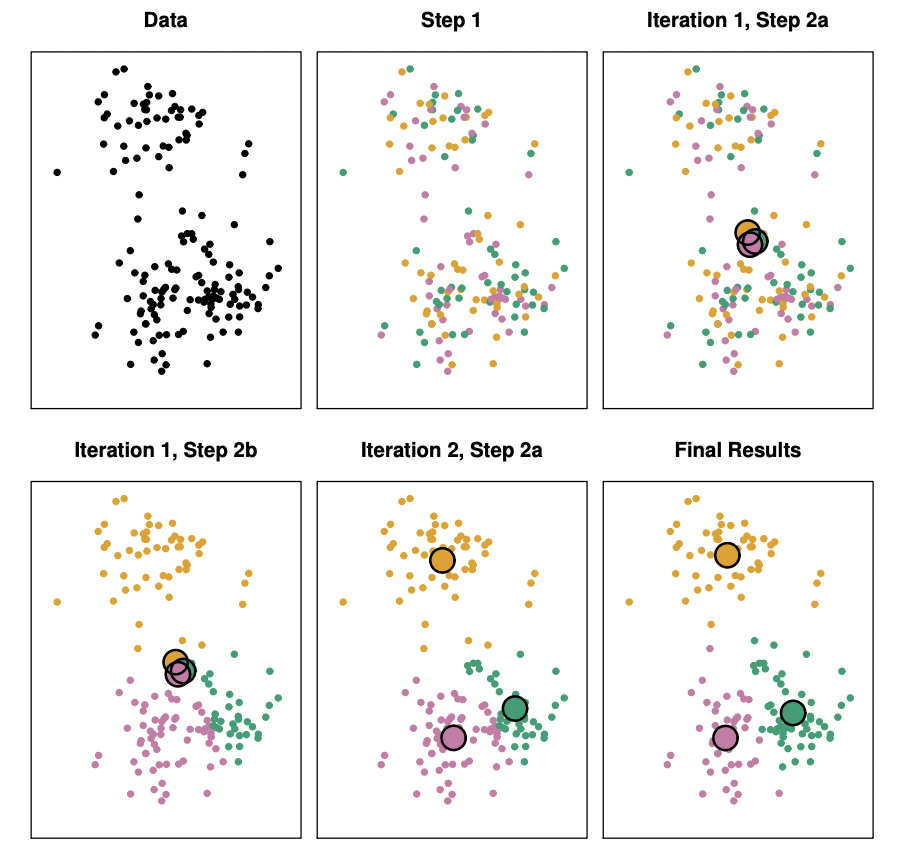 Data
Step 1
Iteration 1, Step 2a
Iteration 1, Step 2b
Iteration 2, Step 2a
Final Results